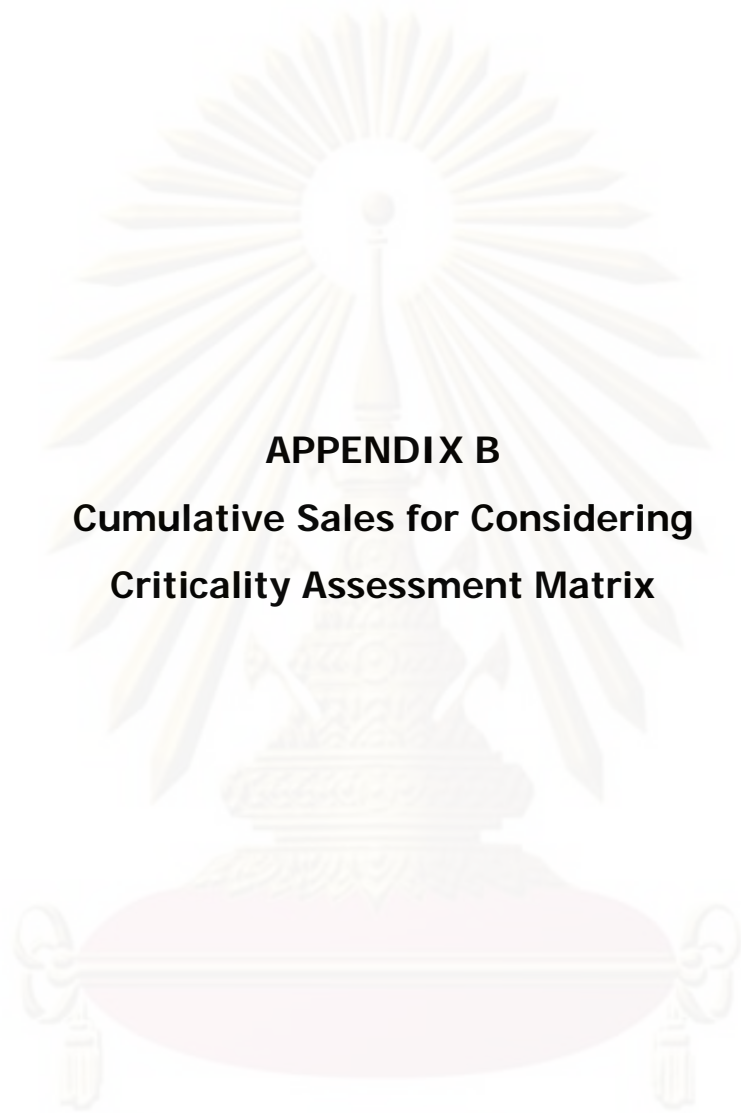 APPENDIX B
Cumulative Sales for Considering
Criticality Assessment Matrix